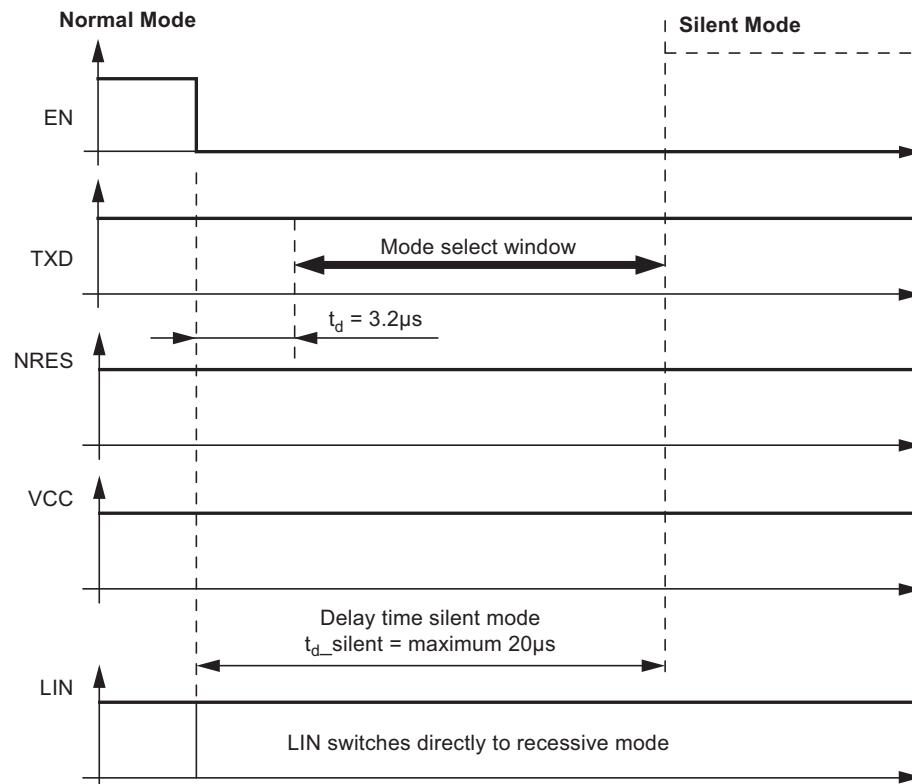 Normal Mode
Silent Mode
EN
TXD
Mode select window
t_d = 3.2µs
NRES
VCC
Delay time silent mode
t_d_silent = maximum 20µs
LIN
LIN switches directly to recessive mode